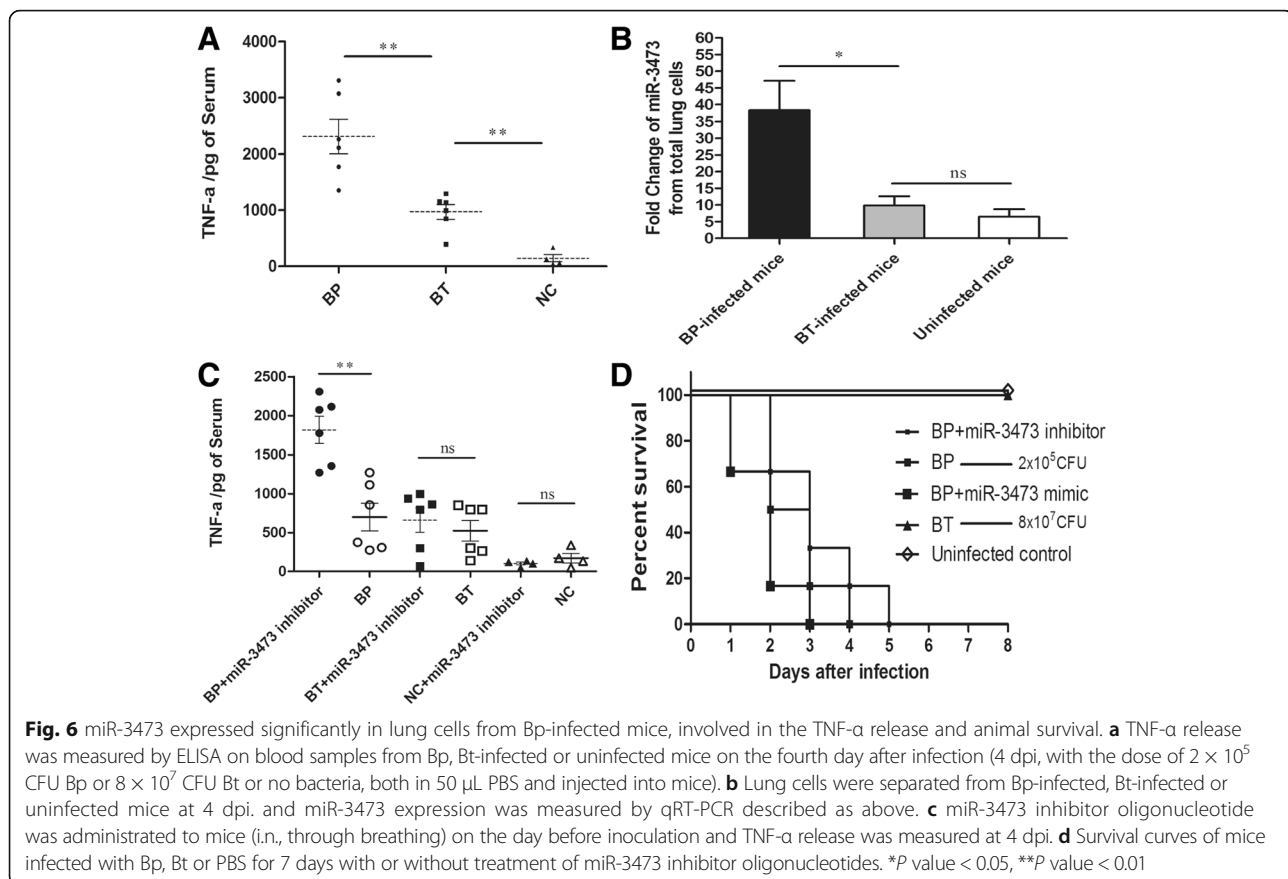 A
TNF-a /pg of Serum
4000
3000
2000
1000
0
**
**
BP
BT
NC
B
Fold Change of miR-3473
from total lung cells
60
55
50
45
40
35
30
25
20
15
10
5
0
*
ns
BP-infected mice
BT-infected mice
Uninfected mice
C
TNF-a /pg of Serum
2500
2000
1500
1000
500
0
**
ns
ns
BP+miR-3473 inhibitor
BP
BT+miR-3473 inhibitor
BT
NC+miR-3473 inhibitor
NC
D
Percent survival
100
80
60
40
20
0
0 1 2 3 4 5 6 7 8
Days after infection
BP+miR-3473 inhibitor
BP 2x10⁵CFU
BP+miR-3473 mimic
BT 8x10⁷CFU
Uninfected control
Fig. 6 miR-3473 expressed significantly in lung cells from Bp-infected mice, involved in the TNF-α release and animal survival. a TNF-α release
was measured by ELISA on blood samples from Bp, Bt-infected or uninfected mice on the fourth day after infection (4 dpi, with the dose of 2 × 10⁵
CFU Bp or 8 × 10⁷ CFU Bt or no bacteria, both in 50 μL PBS and injected into mice). b Lung cells were separated from Bp-infected, Bt-infected or
uninfected mice at 4 dpi. and miR-3473 expression was measured by qRT-PCR described as above. c miR-3473 inhibitor oligonucleotide
was administrated to mice (i.n., through breathing) on the day before inoculation and TNF-α release was measured at 4 dpi. d Survival curves of mice
infected with Bp, Bt or PBS for 7 days with or without treatment of miR-3473 inhibitor oligonucleotides. *P value < 0.05, **P value < 0.01